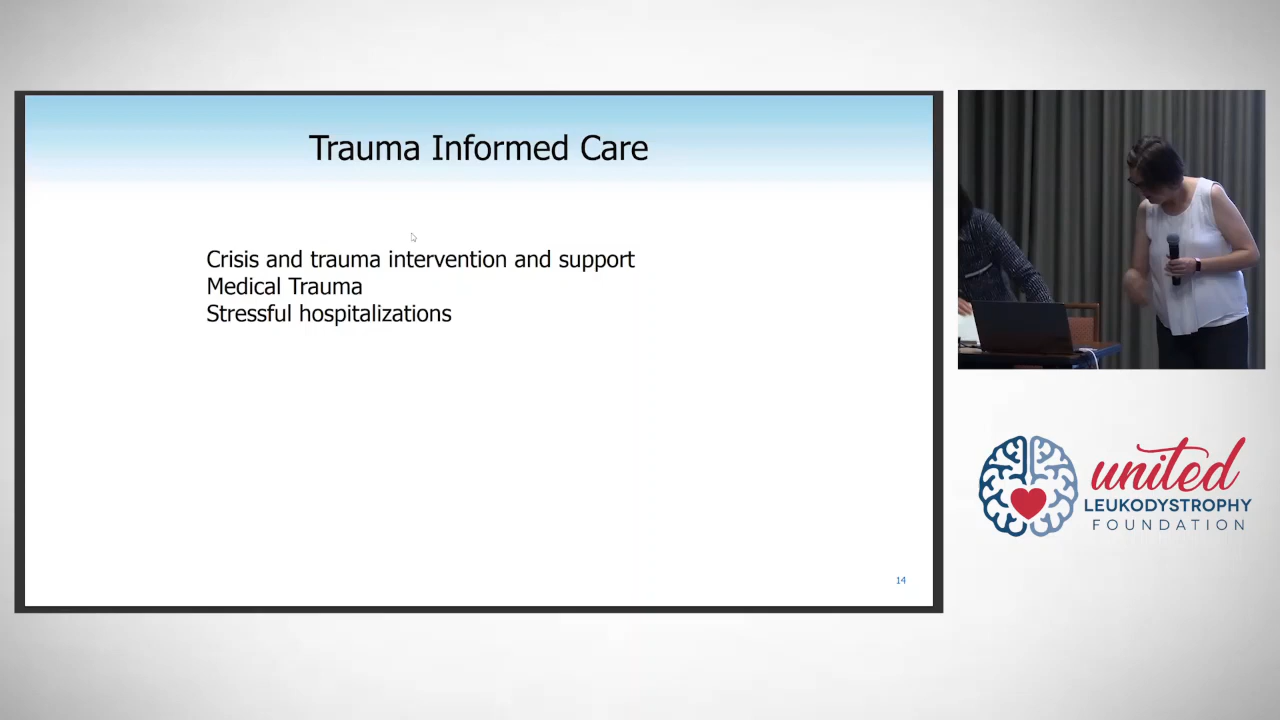 Trauma Informed Care
Crisis and trauma intervention and support
Medical Trauma
Stressful hospitalizations
14
united
LEUKODYSTROPHY
FOUNDATION